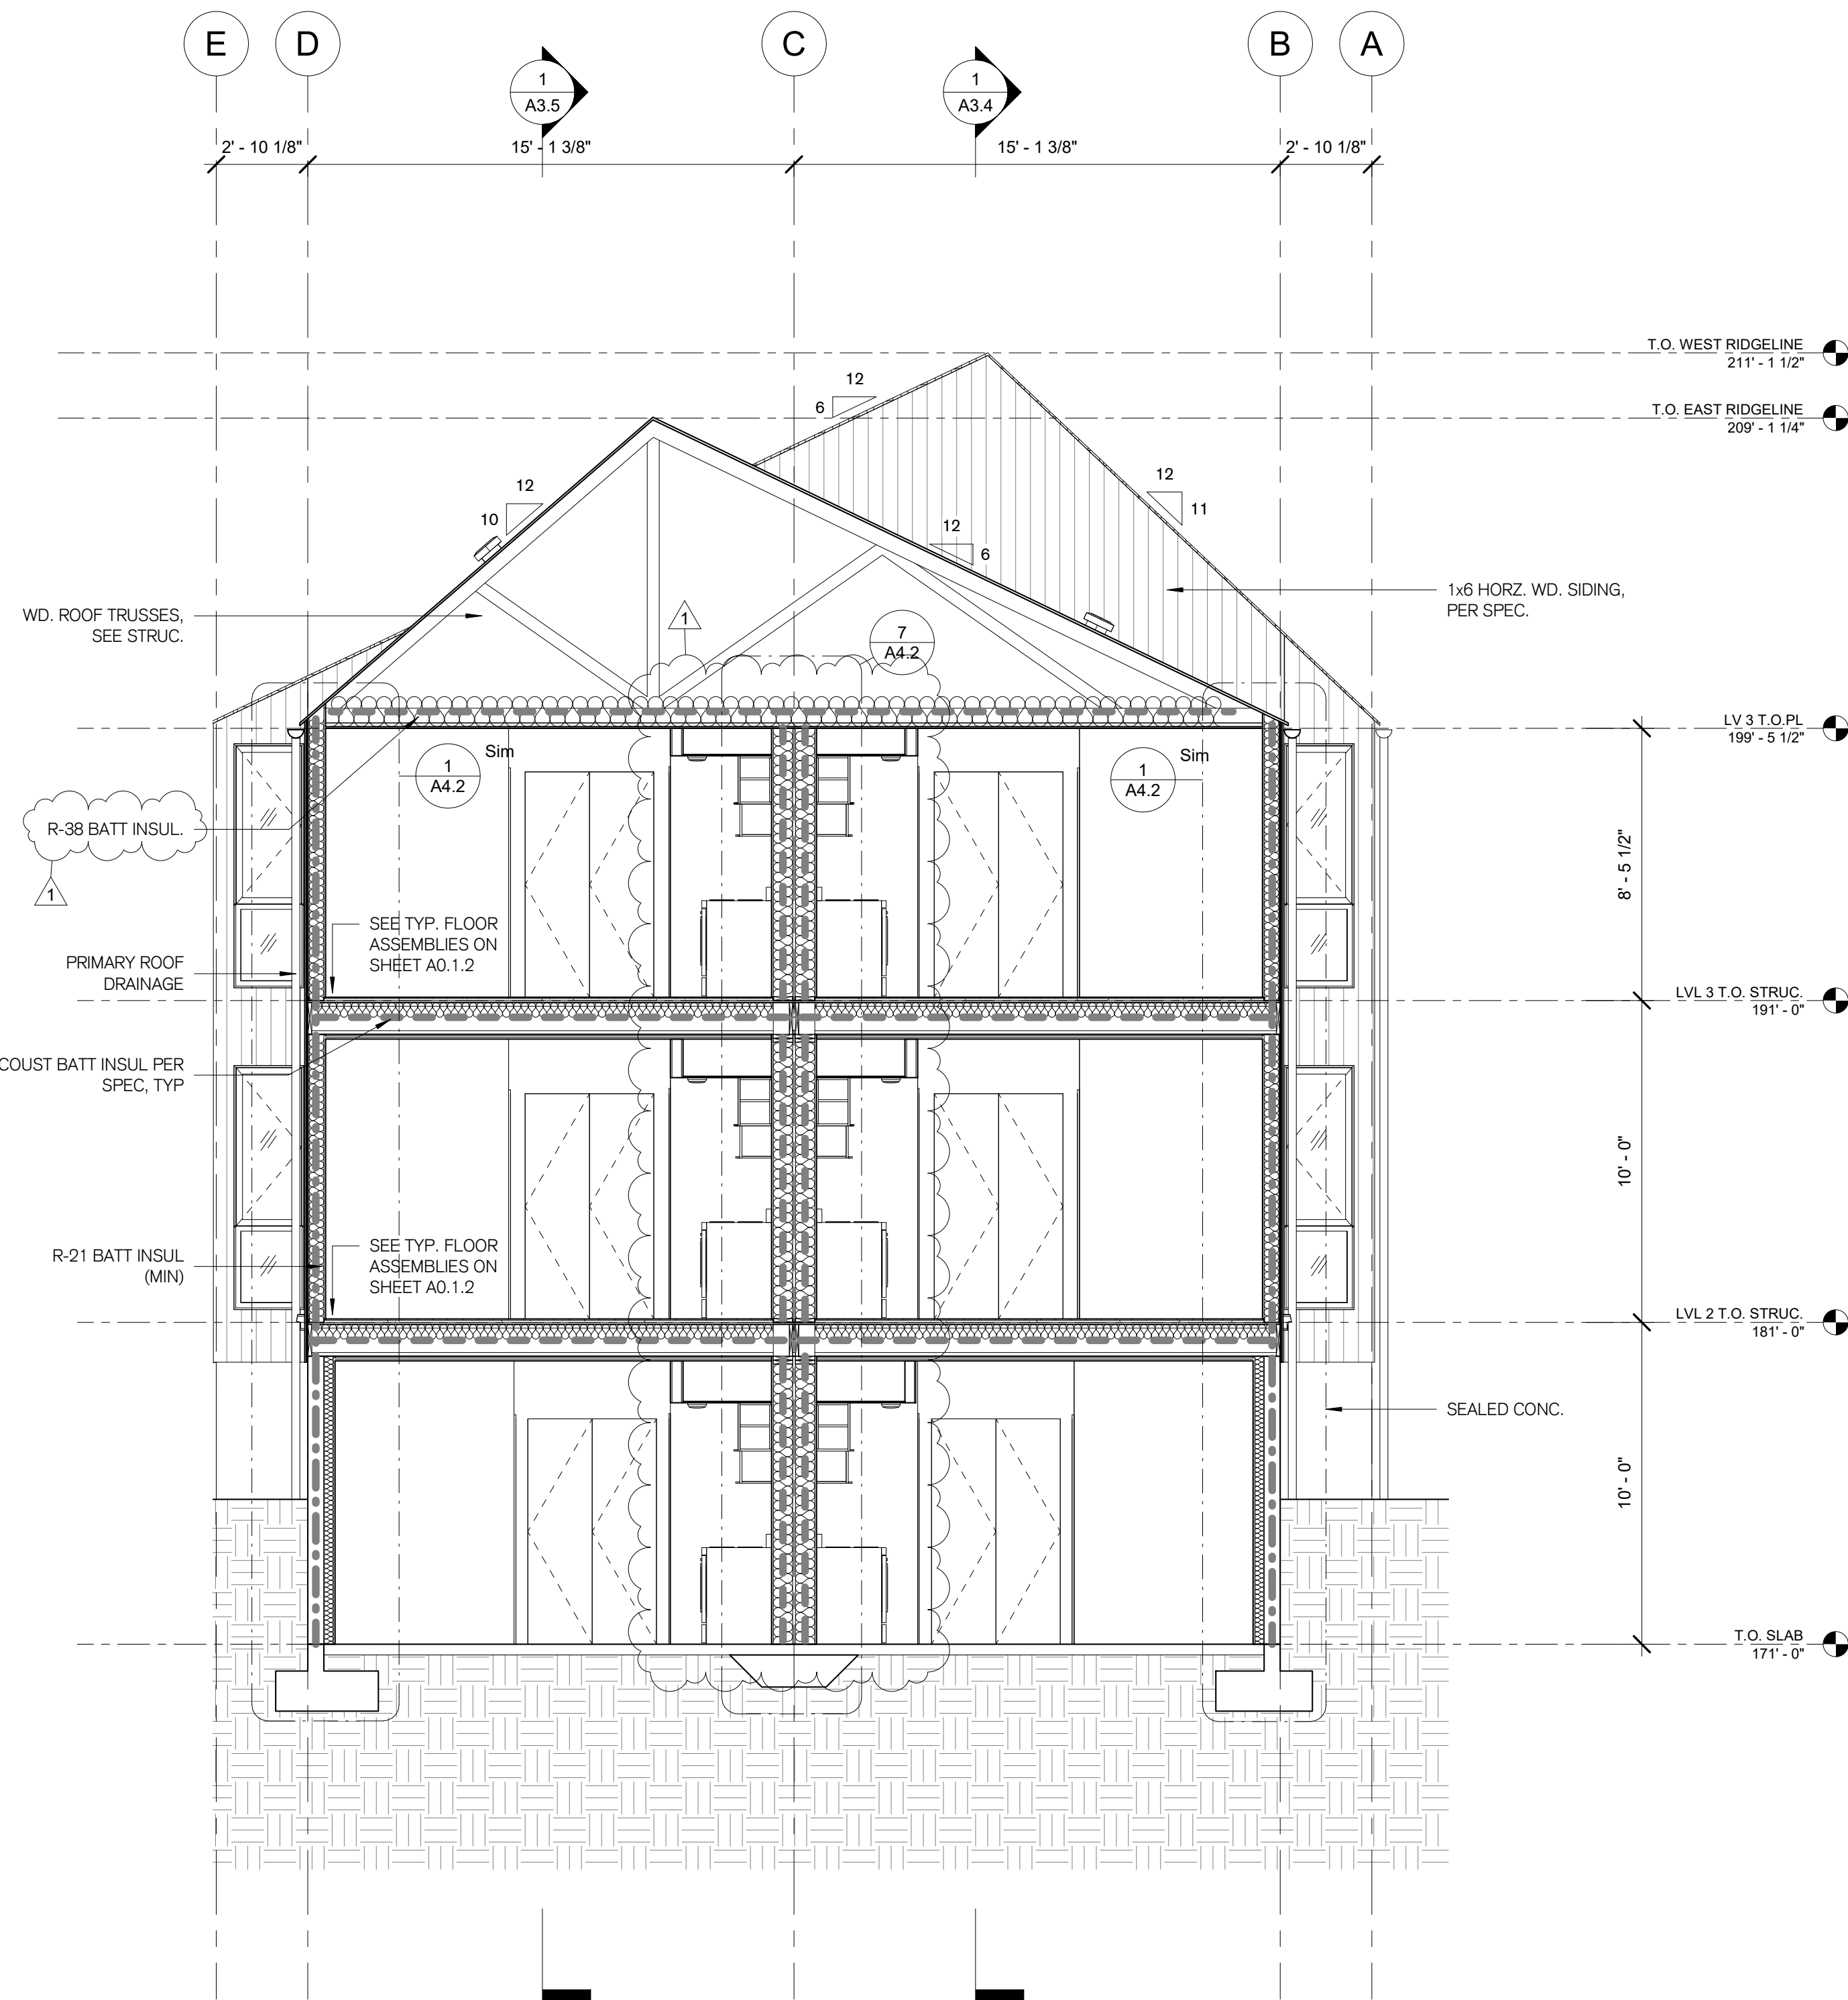 E
D
C
B
A
1
A3.5
1
A3.4
2' - 10 1/8"
15' - 1 3/8"
15' - 1 3/8"
2' - 10 1/8"
T.O. WEST RIDGELINE
211' - 1 1/2"
12
6
T.O. EAST RIDGELINE
209' - 1 1/4"
12
10
12
11
12
6
WD. ROOF TRUSSES,
SEE STRUC.
1x6 HORZ. WD. SIDING,
PER SPEC.
1
7
A4.2
LV 3 T.O.PL
199' - 5 1/2"
Sim
1
A4.2
Sim
1
A4.2
R-38 BATT INSUL.
1
8' - 5 1/2"
SEE TYP. FLOOR
ASSEMBLIES ON
SHEET A0.1.2
PRIMARY ROOF
DRAINAGE
LVL 3 T.O. STRUC.
191' - 0"
COUST BATT INSUL PER
SPEC, TYP
10' - 0"
R-21 BATT INSUL
(MIN)
SEE TYP. FLOOR
ASSEMBLIES ON
SHEET A0.1.2
LVL 2 T.O. STRUC.
181' - 0"
SEALED CONC.
10' - 0"
T.O. SLAB
171' - 0"